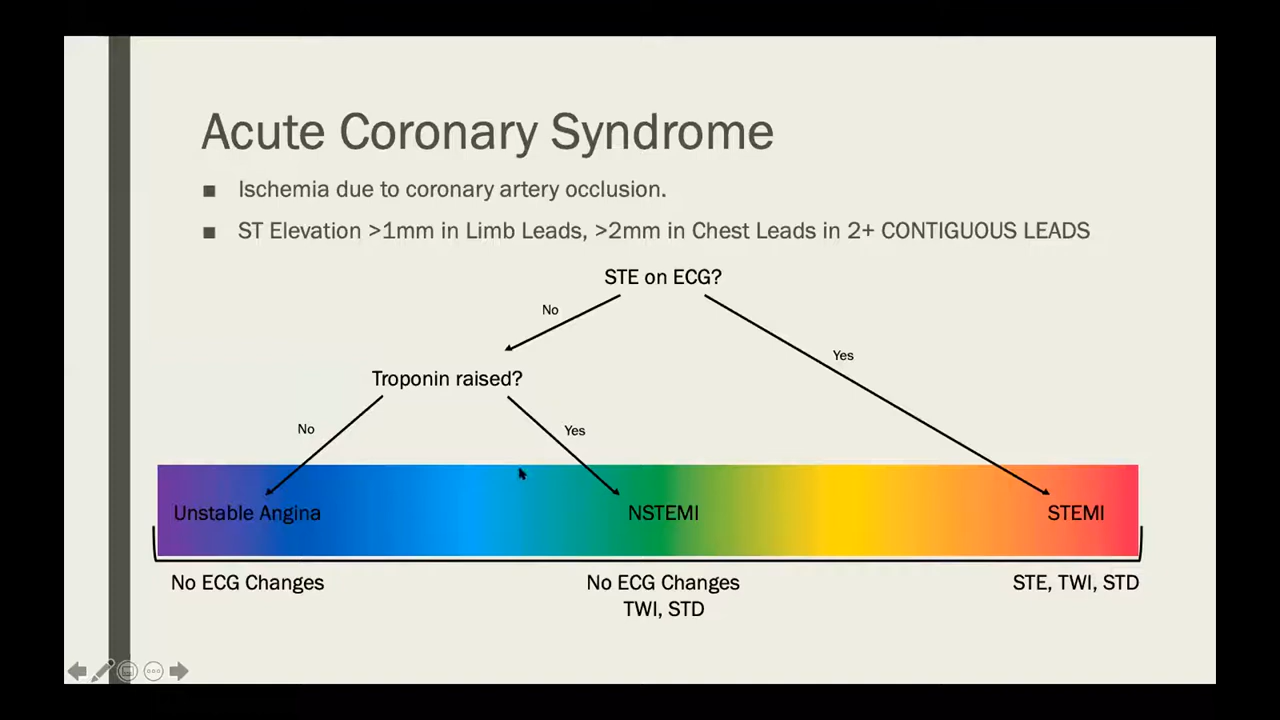 Acute Coronary Syndrome
Ischemia due to coronary artery occlusion.
ST Elevation >1mm in Limb Leads, >2mm in Chest Leads in 2+ CONTIGUOUS LEADS
STE on ECG?
No
Yes
Troponin raised?
No
Yes
Unstable Angina
NSTEMI
STEMI
No ECG Changes
No ECG Changes
TWI, STD
STE, TWI, STD